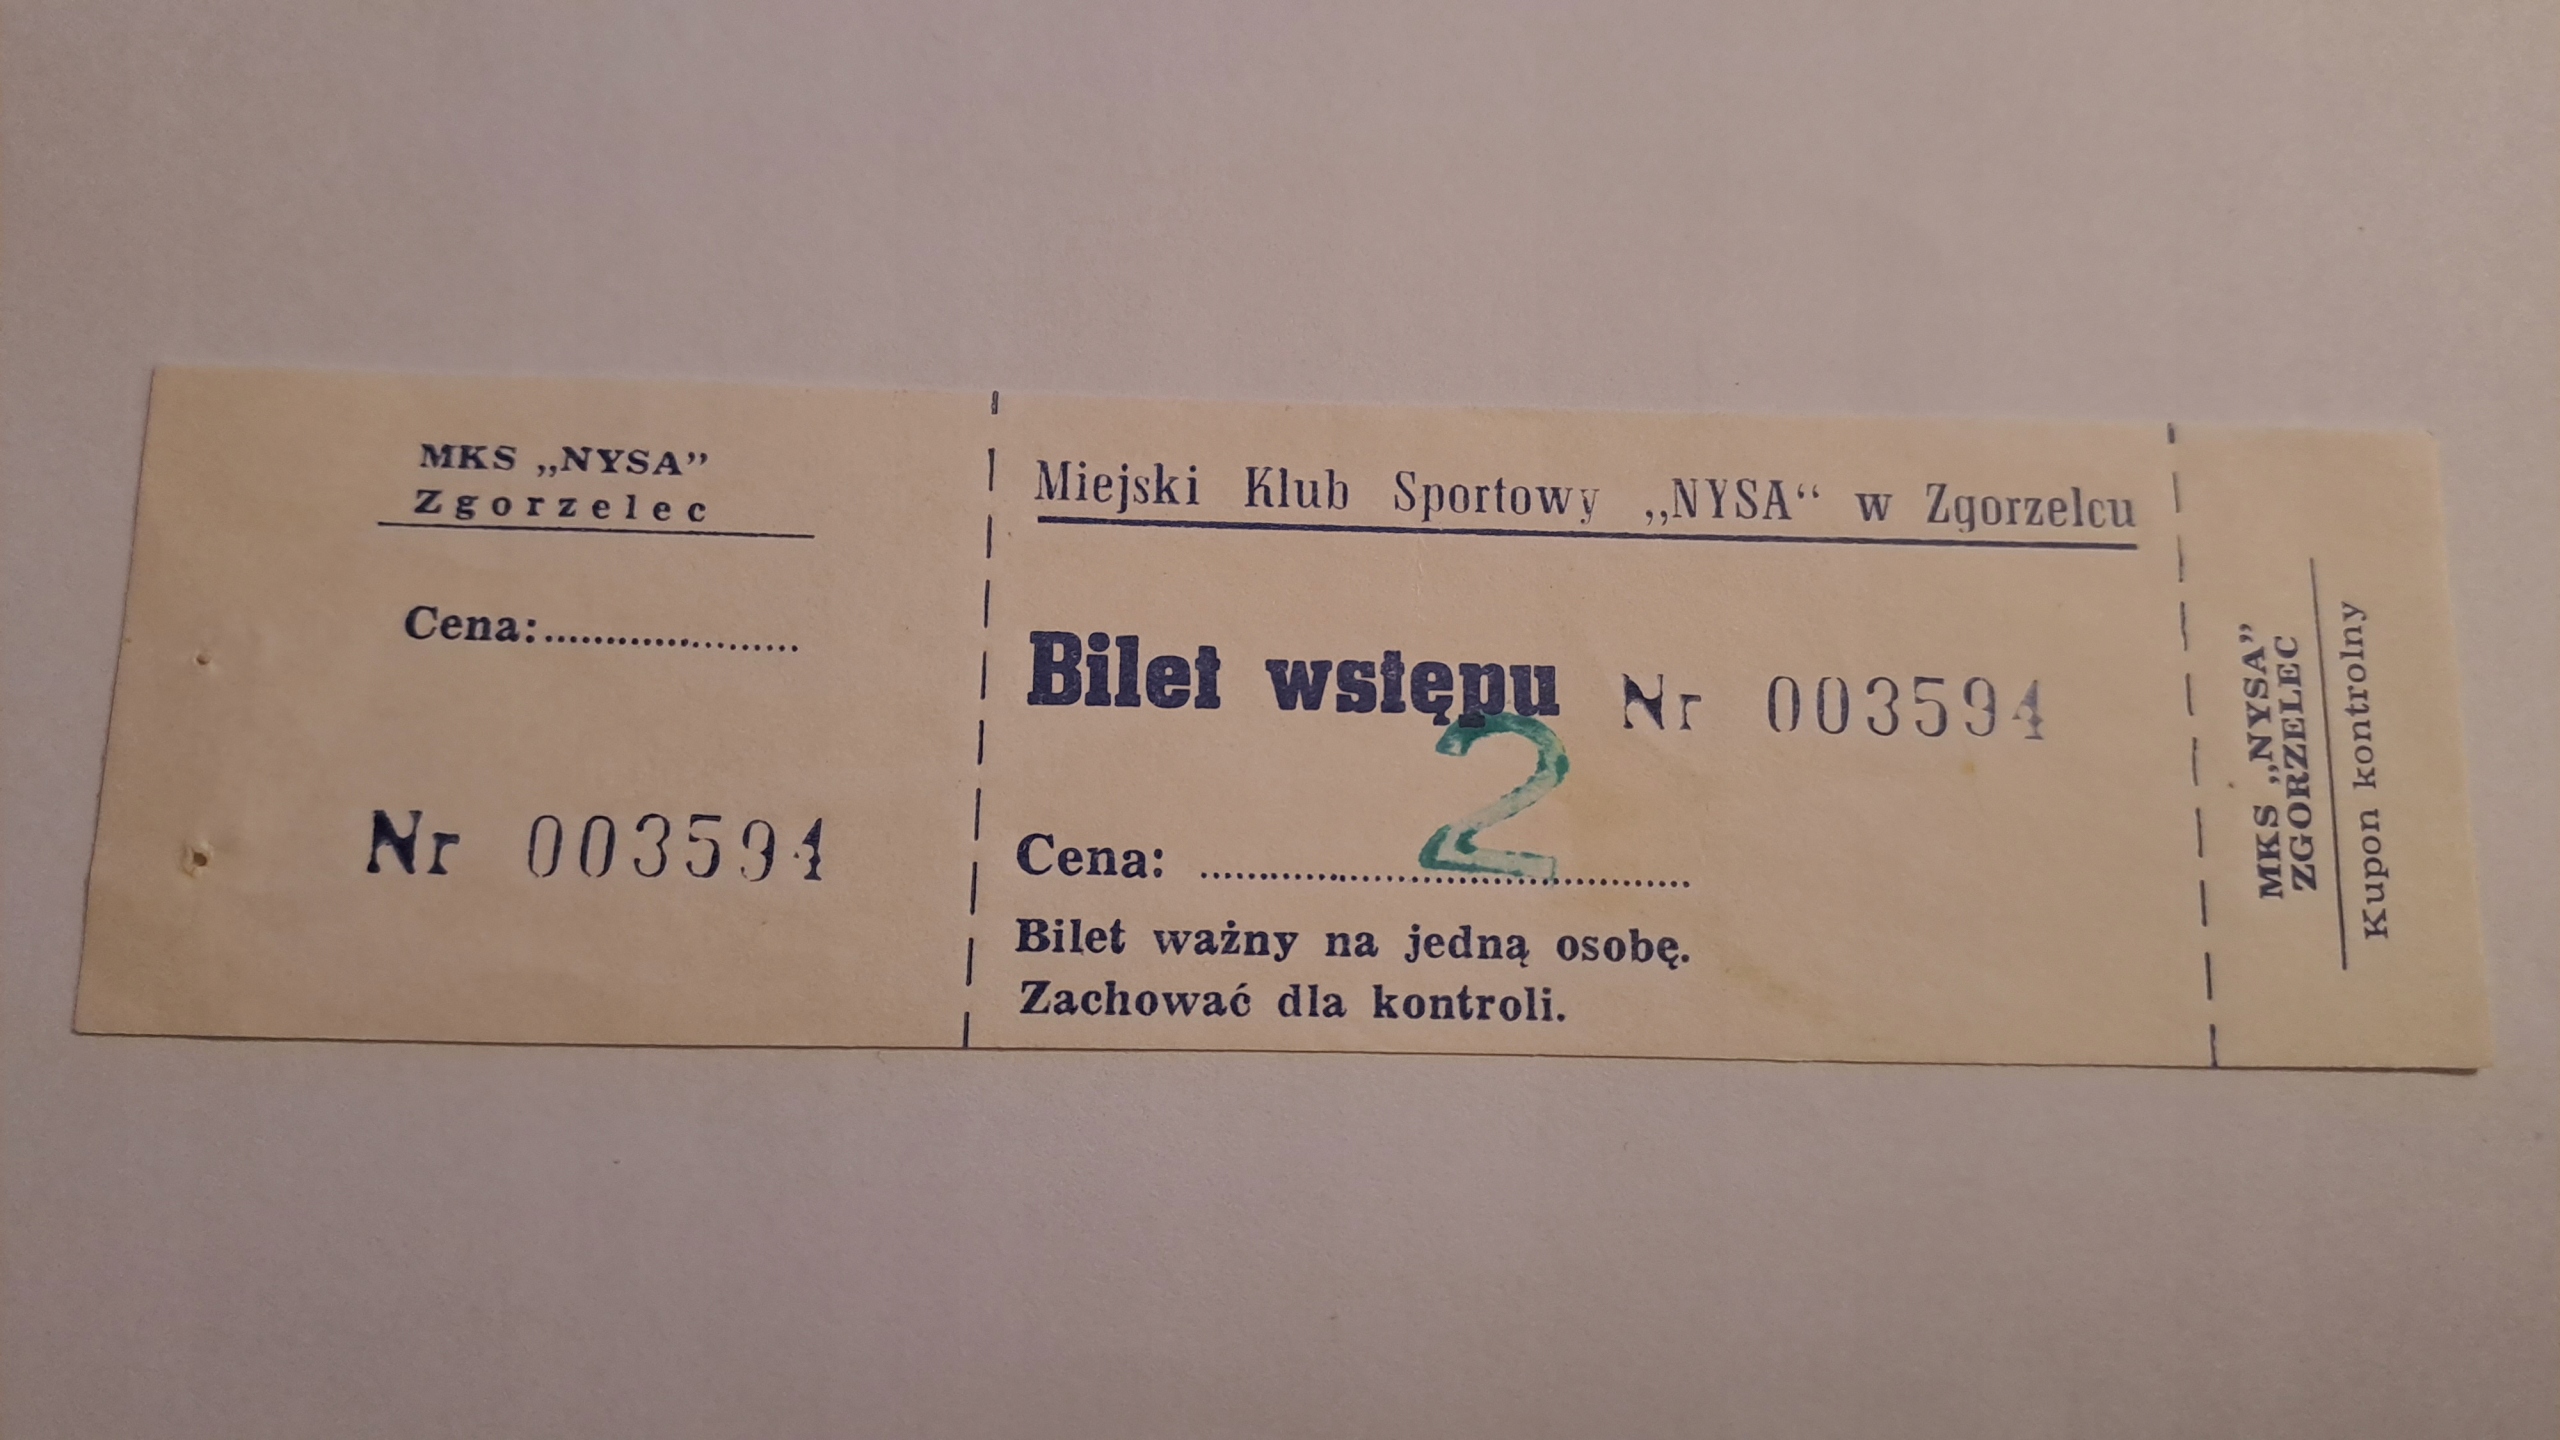 MKS „NYSA”
Zgorzelec
Cena:....................
Nr 003594
Miejski Klub Sportowy „NYSA“ w Zgorzelcu
Bilet wstępu Nr 003594
2
Cena: ........................................
Bilet ważny na jedną osobę.
Zachować dla kontroli.
MKS „NYSA”
ZGORZELEC
Kupon kontrolny